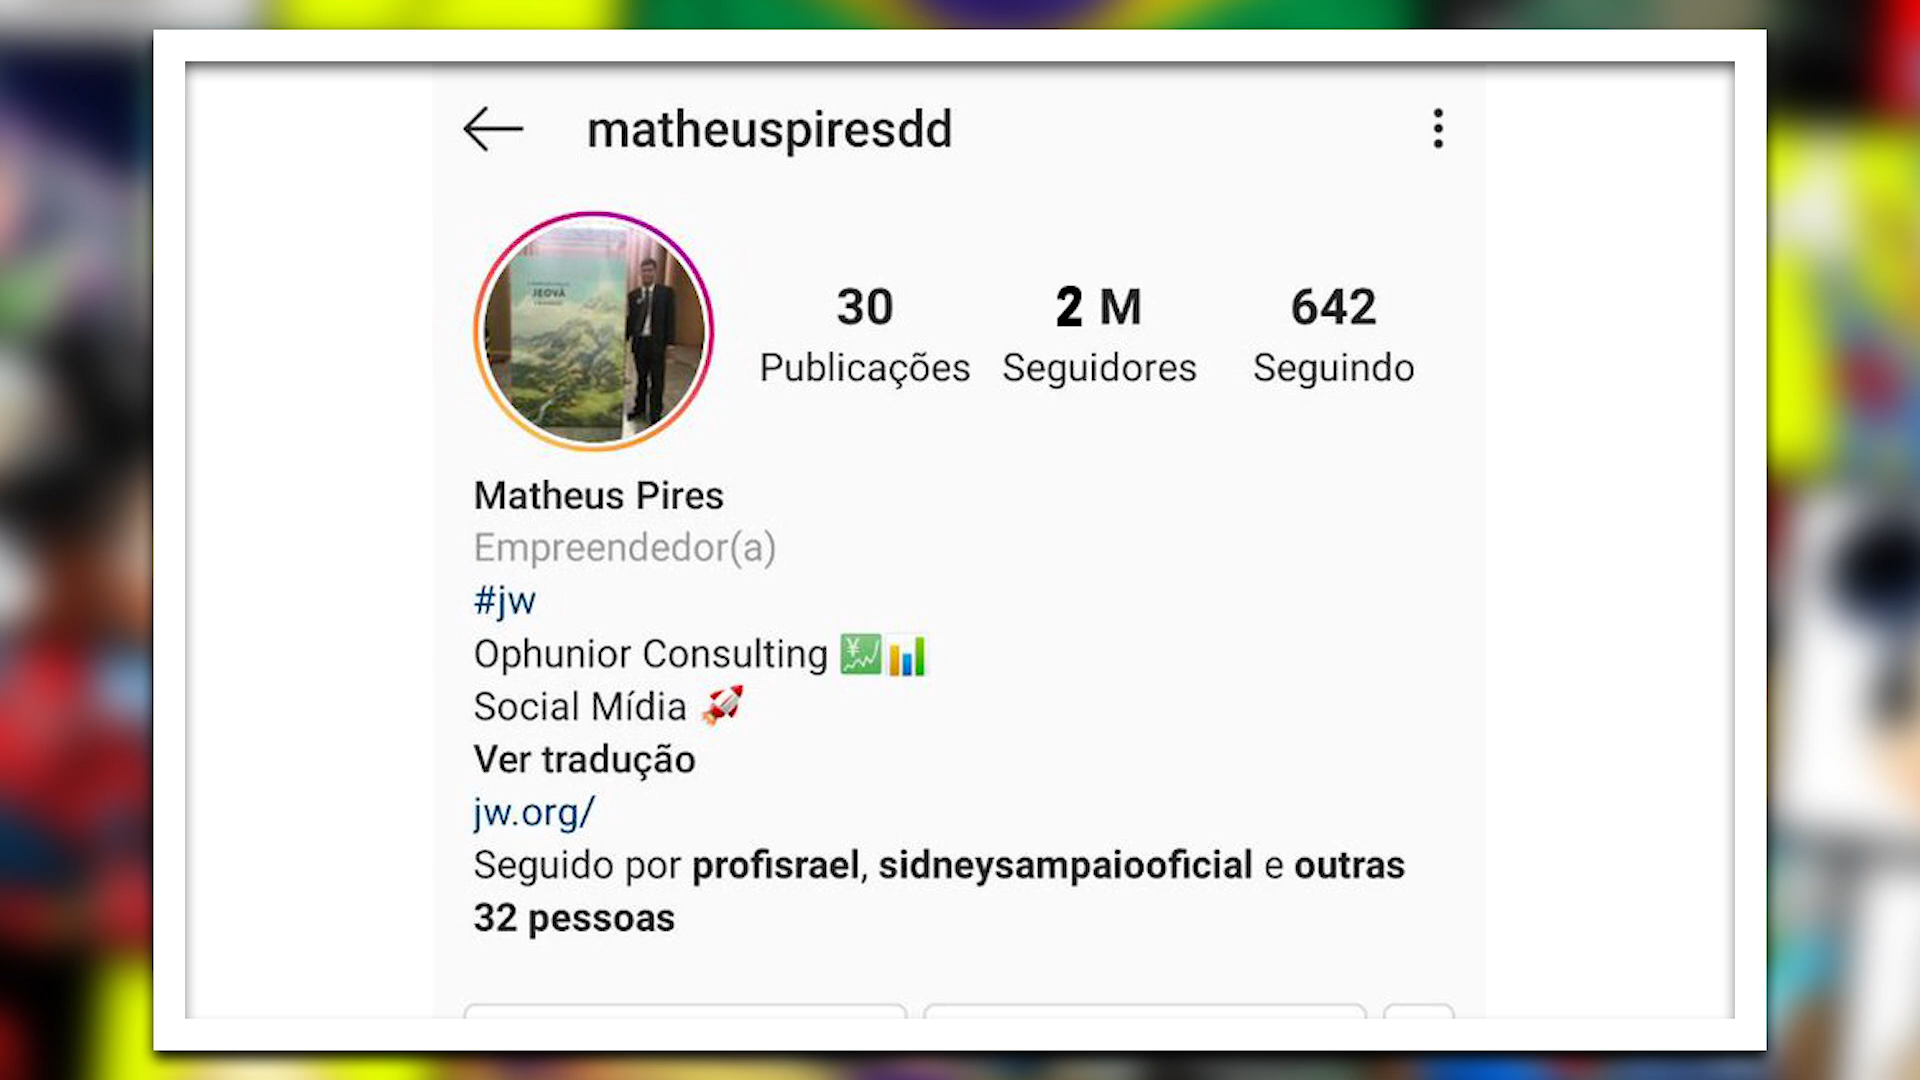 matheuspiresdd
JEOVÁ
30
2 M
642
Publicações
Seguidores
Seguindo
Matheus Pires
Empreendedor(a)
#jw
Ophunior Consulting
Social Mídia
Ver tradução
jw.org/
Seguido por profisrael, sidneysampaiooficial e outras
32 pessoas